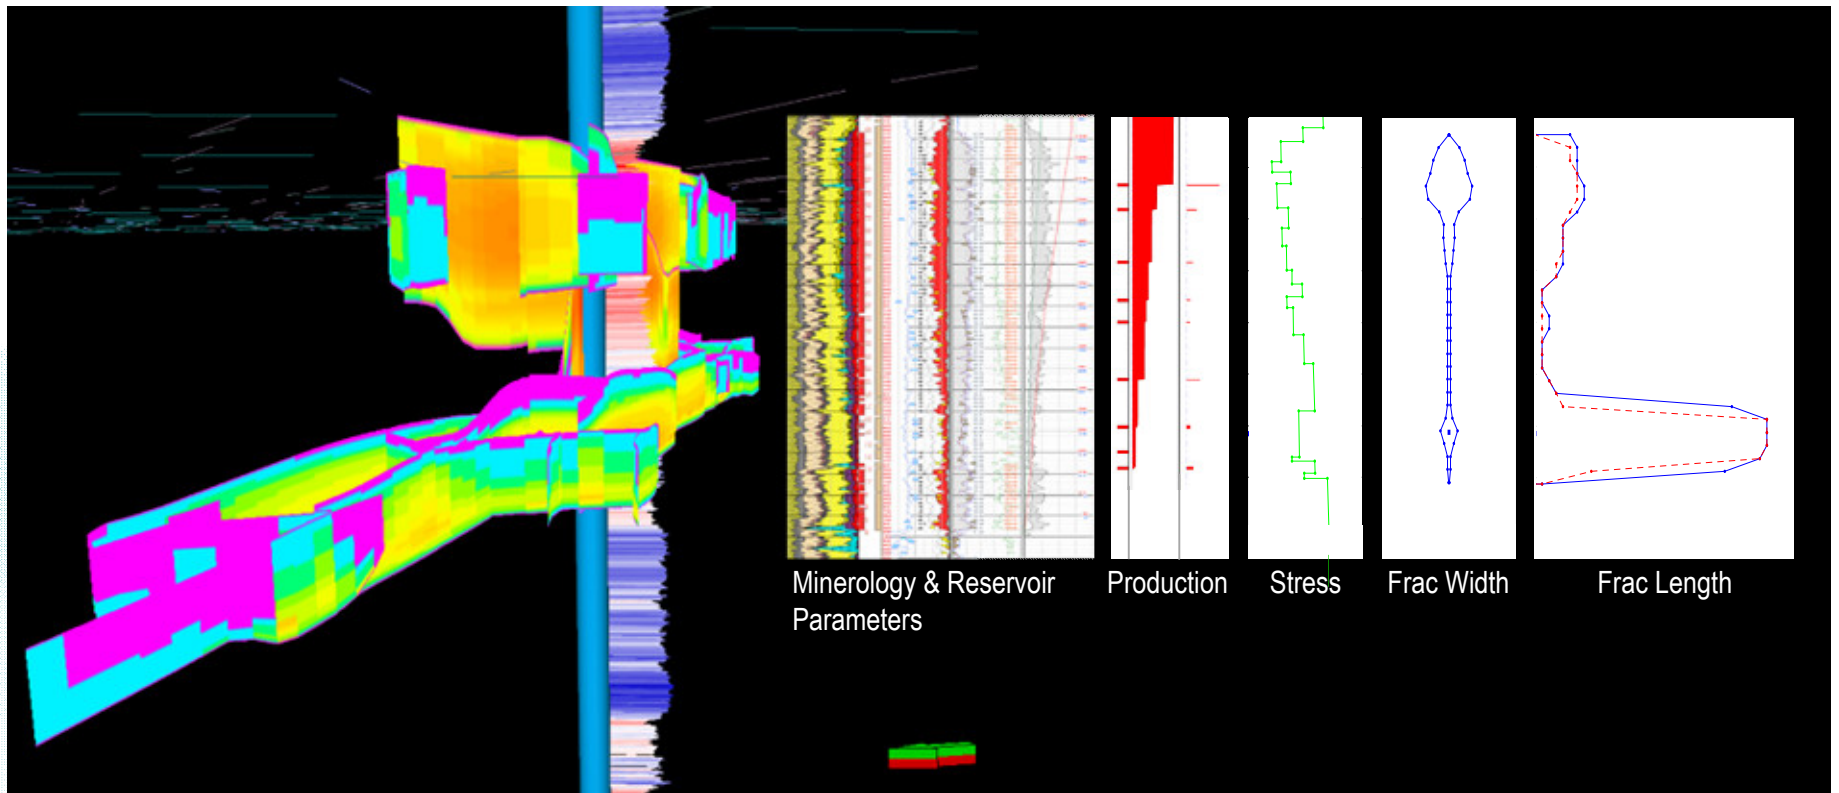 Minerology & Reservoir
Parameters
Production
Stress
Frac Width
Frac Length